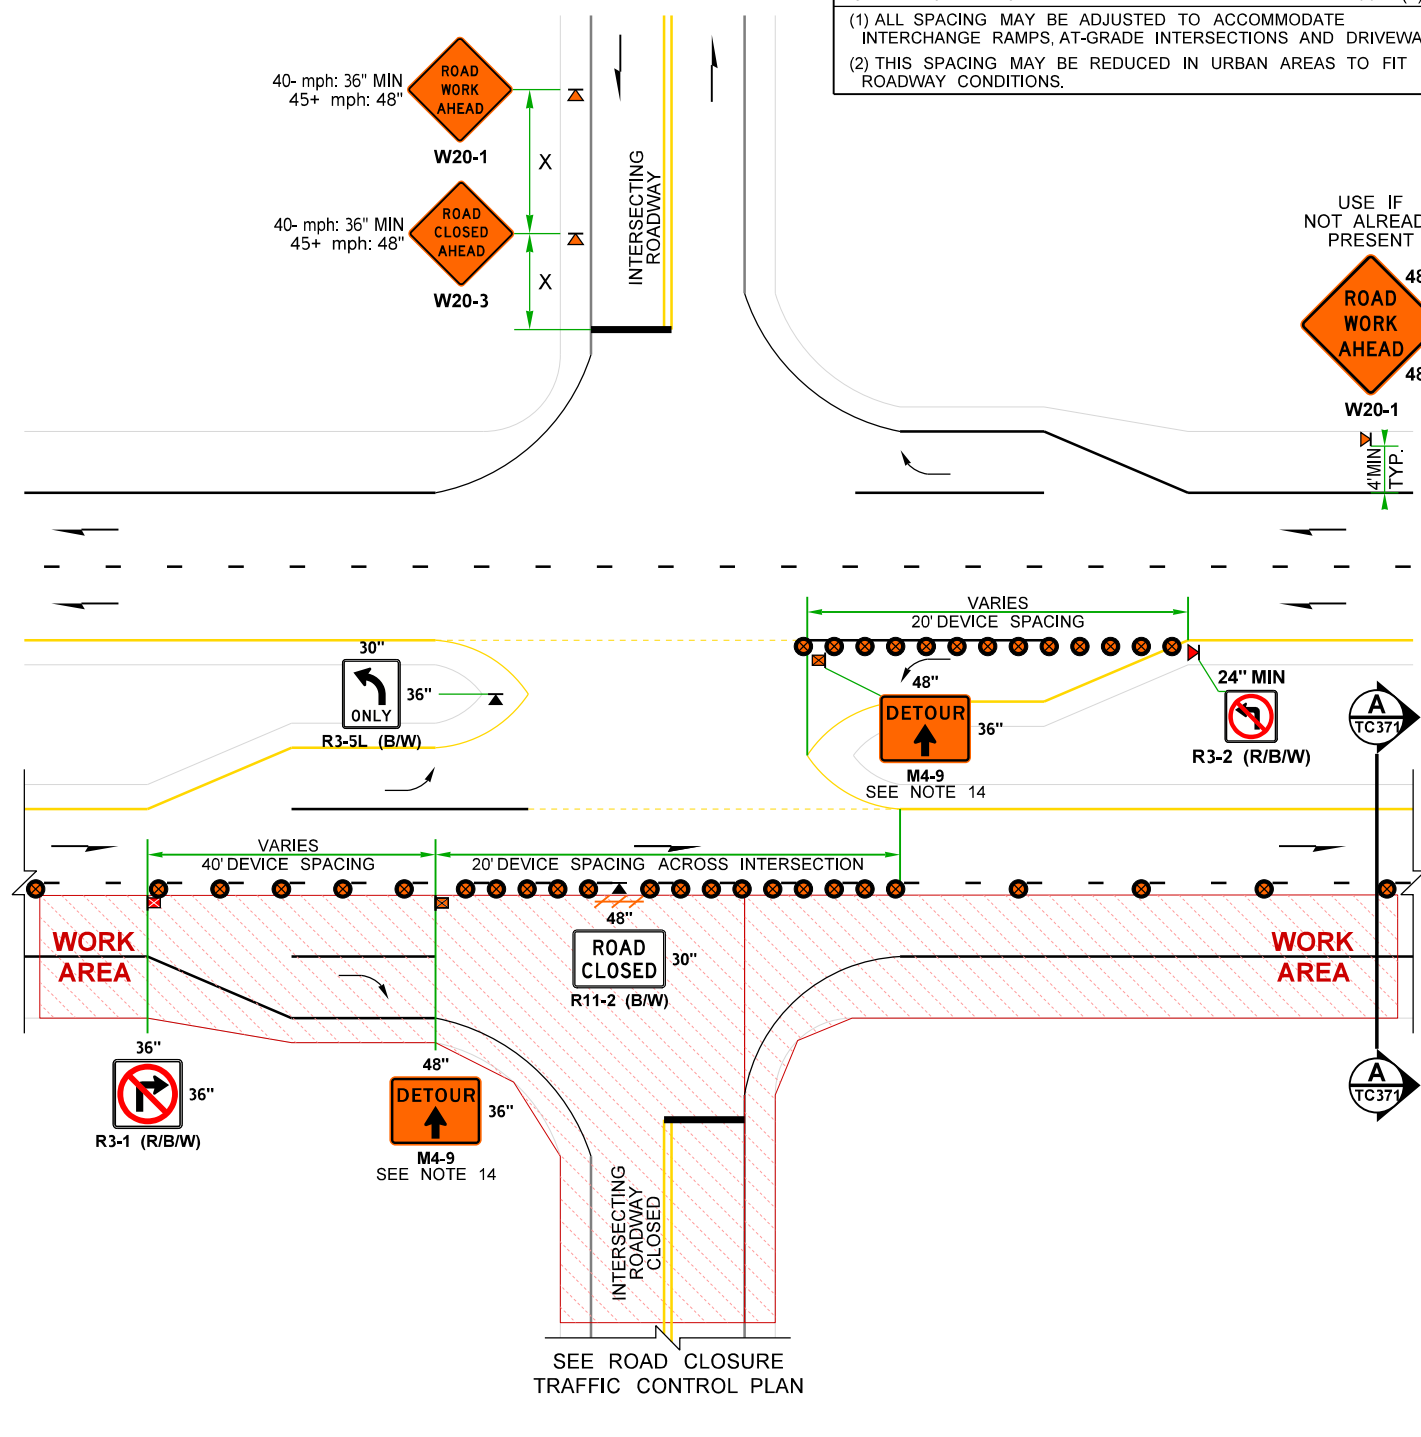 (1) ALL SPACING MAY BE ADJUSTED TO ACCOMMODATE
INTERCHANGE RAMPS, AT-GRADE INTERSECTIONS AND
(2) THIS SPACING MAY BE REDUCED IN URBAN AREAS TO FIT
ROADWAY CONDITIONS.
40- mph: 36" MIN
45+ mph: 48"
ROAD
WORK
AHEAD
W20-1
X
40- mph: 36" MIN
45+ mph: 48"
ROAD
CLOSED
AHEAD
W20-3
X
INTERSECTING
ROADWAY
USE IF
NOT
PRESENT
48
ROAD
WORK
AHEAD
48
W20-1
4'MIN
TYP.
VARIES
20' DEVICE SPACING
30"
ONLY
36"
R3-5L (B/W)
48"
DETOUR
36"
M4-9
SEE NOTE 14
24" MIN
R3-2 (R/B/W)
A
TC371
VARIES
40' DEVICE SPACING
20' DEVICE SPACING ACROSS INTERSECTION
WORK
AREA
48"
ROAD
CLOSED
30"
R11-2 (B/W)
WORK
AREA
36"
36"
R3-1 (R/B/W)
48"
DETOUR
36"
M4-9
SEE NOTE 14
A
TC371
INTERSECTING
ROADWAY
CLOSED
SEE ROAD CLOSURE
TRAFFIC CONTROL PLAN